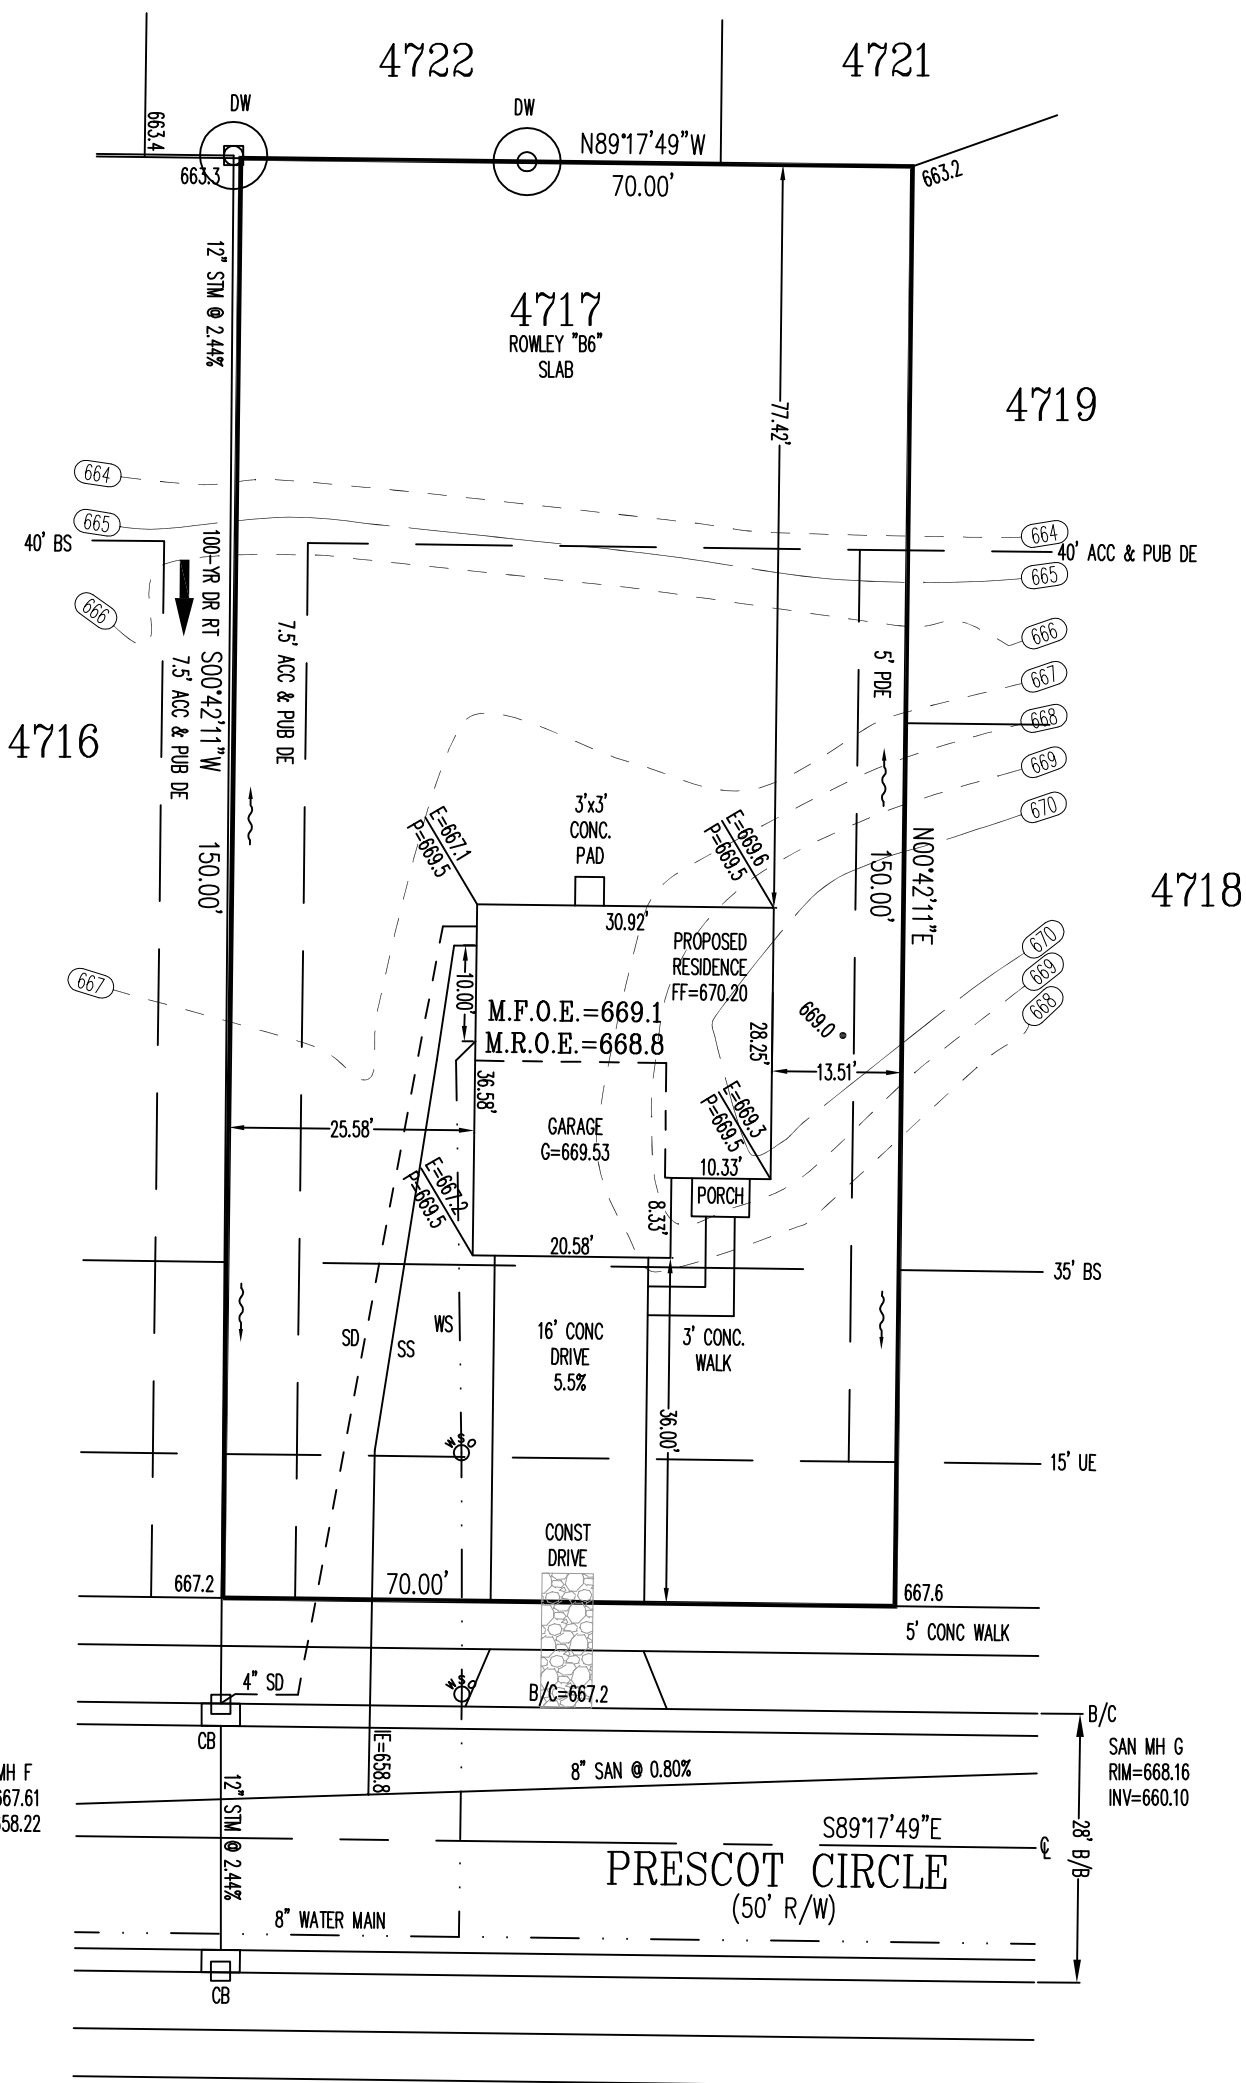 4722
4721
DW
DW
663.4
N89°17'49"W
663.3
70.00'
663.2
12" STM @ 2.44%
4717
ROWLEY "B6"
SLAB
77.42'
4719
664
665
40' BS
664
40' ACC & PUB DE
665
100-YR DR RT
666
666
7.5' ACC & PUB DE
S00°42'11"W
7.5' ACC & PUB DE
5' PDE
667
668
4716
669
670
3'x3'
CONC.
PAD
E=667.1
P=669.5
E=669.6
P=669.5
150.00'
150.00'
N00°42'11"E
4718
30.92'
PROPOSED
RESIDENCE
FF=670.20
670
669
668
667
10.00'
M.F.O.E.=669.1
M.R.O.E.=668.8
28.25'
669.0
13.51'
36.58'
25.58'
GARAGE
G=669.53
E=669.3
P=669.5
10.33'
PORCH
E=667.2
P=669.5
8.33'
20.58'
35' BS
SD
SS
WS
16' CONC
DRIVE
5.5%
3' CONC.
WALK
36.00'
WSO
15' UE
CONST
DRIVE
667.2
70.00'
667.6
5' CONC WALK
4" SD
WSO
B/C=667.2
B/C
CB
IE=658.8
8" SAN @ 0.80%
SAN MH G
RIM=668.16
INV=660.10
MH F
667.61
658.22
12" STM @ 2.44%
S89°17'49"E
℄
28' B/B
PRESCOT CIRCLE
(50' R/W)
8" WATER MAIN
CB